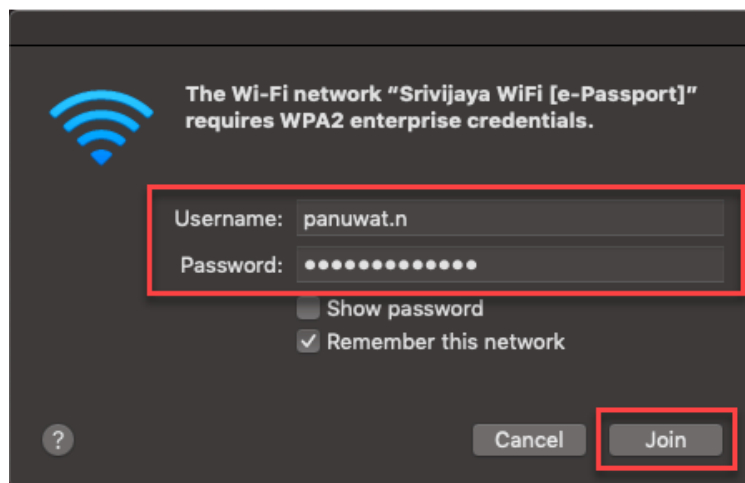 The Wi-Fi network “Srivijaya WiFi [e-Passport]”
requires WPA2 enterprise credentials.
Username: panuwat.n
Password: •••••••••••••
Show password
Remember this network
? Cancel Join